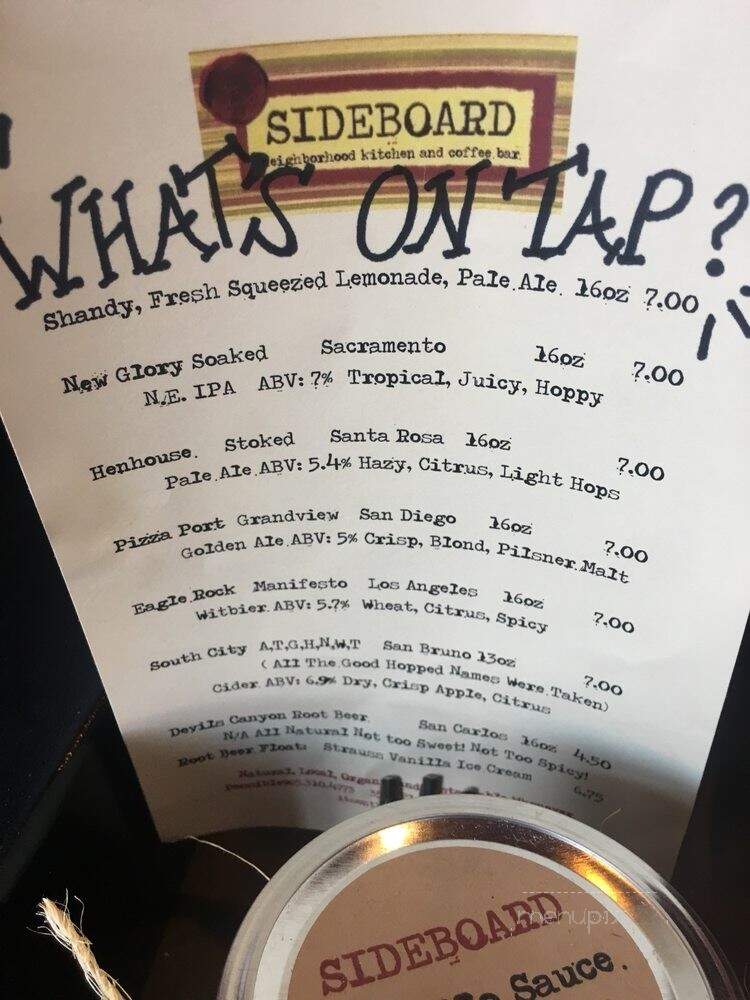 SIDEBOARD
neighborhood kitchen and coffee bar
WHAT'S ON TAP?
Shandy, Fresh Squeezed Lemonade, Pale Ale. 16oz 7.00
New Glory Soaked Sacramento 16oz 7.00
N.E. IPA ABV: 7% Tropical, Juicy, Hoppy
Henhouse. Stoked Santa Rosa 16oz 7.00
Pale Ale ABV: 5.4% Hazy, Citrus, Light Hops
Pizza Port Grandview San Diego 16oz 7.00
Golden Ale ABV: 5% Crisp, Blond, Pilsner Malt
Eagle Rock Manifesto Los Angeles 16oz 7.00
Witbier ABV: 5.7% Wheat, Citrus, Spicy
South City A,T,G,H,N,W,T San Bruno 13oz 7.00
( All The Good Hopped Names Were Taken)
Cider ABV: 6.9% Dry, Crisp Apple, Citrus
Devils Canyon Root Beer San Carlos 16oz 4.50
N/A All Natural Not too Sweet! Not Too Spicy!
Root Beer Float: Strauss Vanilla Ice Cream 6.75
Natural, Local, Organic
SIDEBOARD
Sauce.
menupix